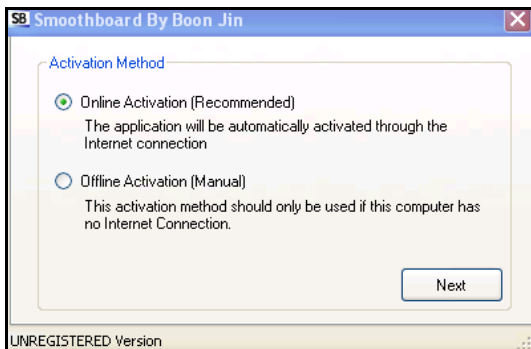 SB Smoothboard By Boon Jin
Activation Method
Online Activation (Recommended)
The application will be automatically activated through the
Internet connection
Offline Activation (Manual)
This activation method should only be used if this computer has
no Internet Connection.
Next
UNREGISTERED Version